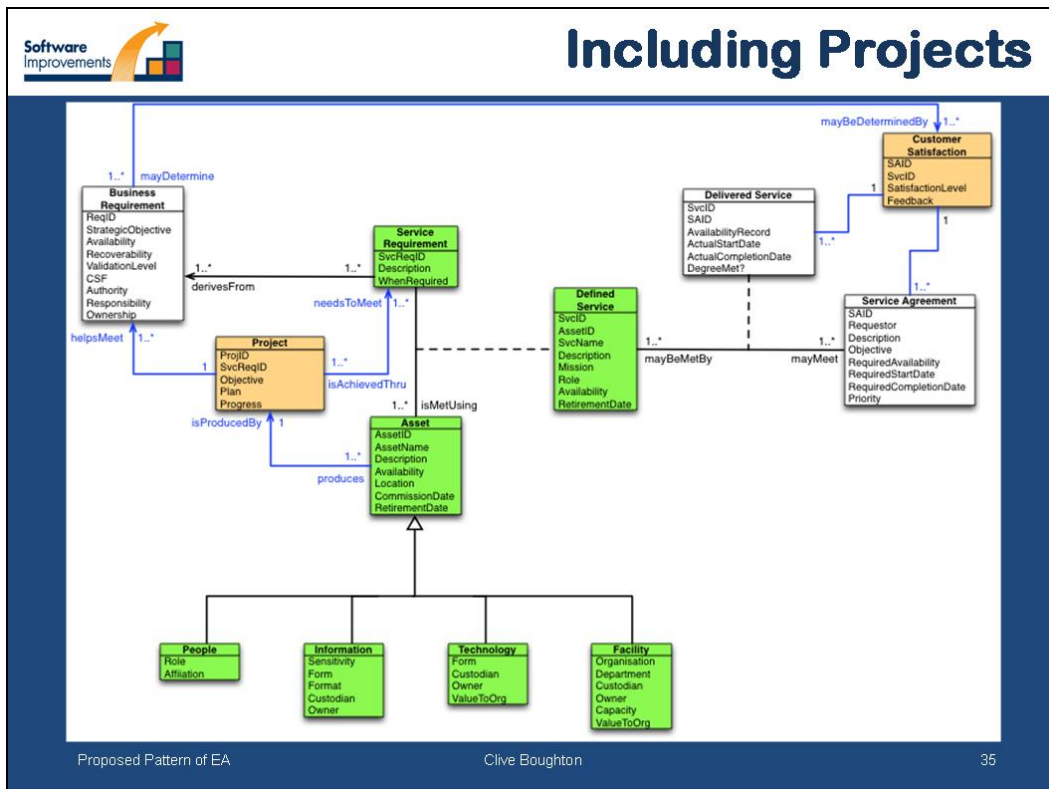 Software
Improvements
Including Projects
mayBeDeterminedBy
1..*
1..*
mayDetermine
Customer
Satisfaction
SAID
SvcID
SatisfactionLevel
Feedback
Business
Requirement
ReqID
StrategicObjective
Availability
Recoverability
ValidationLevel
CSF
Authority
Responsibility
Ownership
Delivered Service
SvcID
SAID
AvailabilityRecord
ActualStartDate
ActualCompletionDate
DegreeMet?
1
1..*
1
1..*
Service
Requirement
SvcReqID
Description
WhenRequired
1..*
1..*
derivesFrom
needsToMeet
1..*
Defined
Service
SvcID
AssetID
SvcName
Description
Mission
Role
Availability
RetirementDate
Service Agreement
SAID
Requestor
Description
Objective
RequiredAvailability
RequiredStartDate
RequiredCompletionDate
Priority
1..*
mayBeMetBy
1..*
mayMeet
helpsMeet
1..*
Project
ProjID
SvcReqID
Objective
Plan
Progress
1
1..*
isAchievedThru
isProducedBy
1
1..*
isMetUsing
1..*
produces
Asset
AssetID
AssetName
Description
Availability
Location
CommissionDate
RetirementDate
People
Role
Affiiation
Information
Sensitivity
Form
Format
Custodian
Owner
Technology
Form
Custodian
Owner
ValueToOrg
Facility
Organisation
Department
Custodian
Owner
Capacity
ValueToOrg
Proposed Pattern of EA
Clive Boughton
35